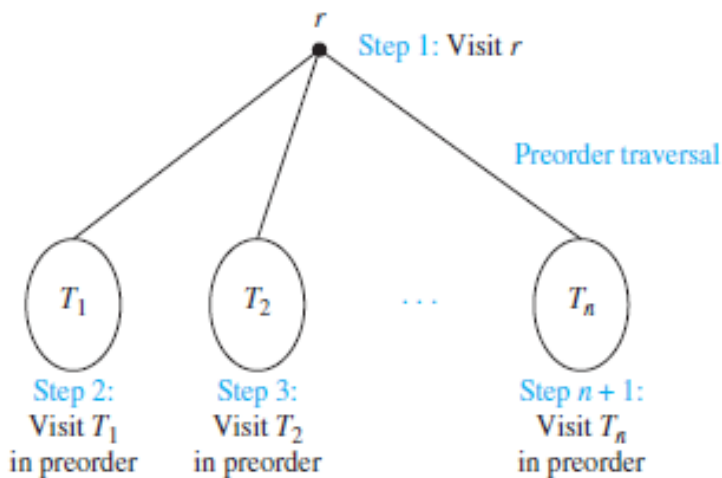 r
Step 1: Visit r
Preorder traversal
T1
T2
...
Tn
Step 2:
Visit T1
in preorder
Step 3:
Visit T2
in preorder
Step n + 1:
Visit Tn
in preorder